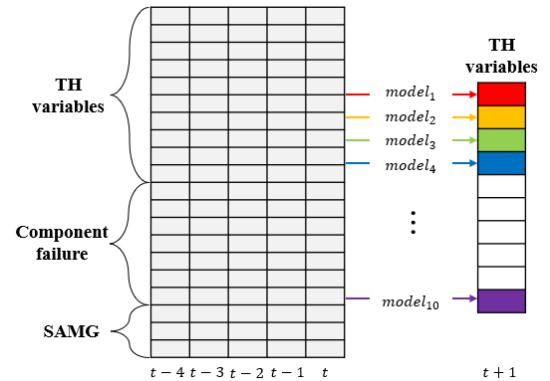 TH
variables
Component
failure
SAMG
t − 4
t − 3
t − 2
t − 1
t
model₁
model₂
model₃
model₄
⋮
model₁₀
TH
variables
t + 1